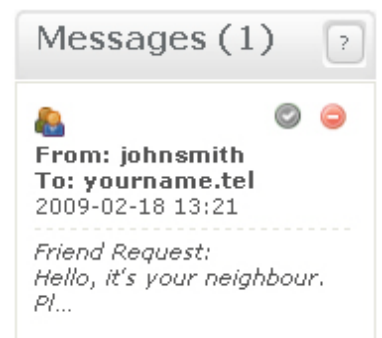 Messages (1)
?
From: johnsmith
To: yourname.tel
2009-02-18 13:21
Friend Request:
Hello, it's your neighbour.
Pl...